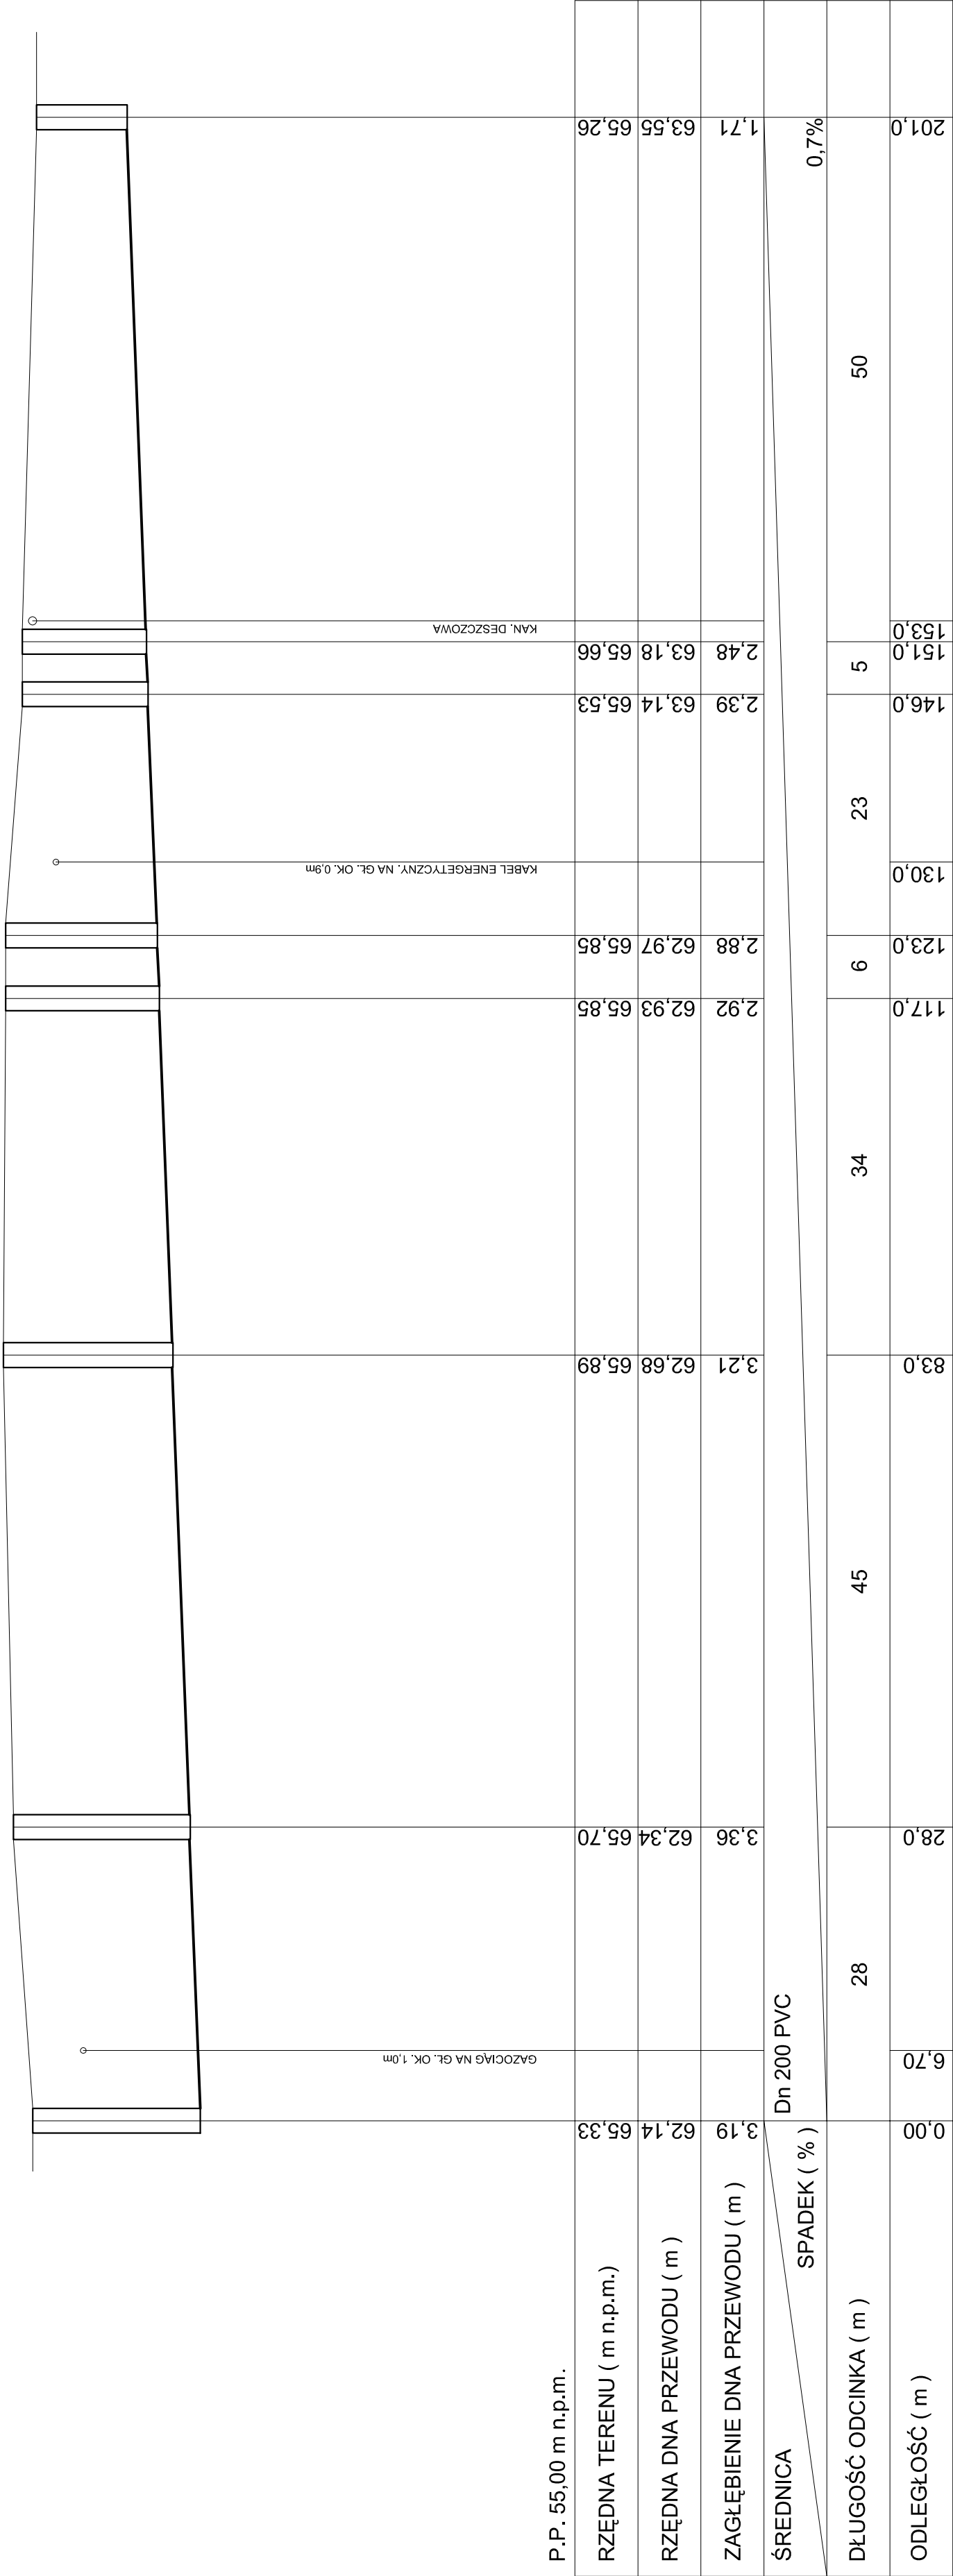 KAN. DESZCZOWA
KABEL ENERGETYCZNY. NA GŁ. OK. 0,9m
GAZOCIĄG NA GŁ. OK. 1,0m
P.P. 55,00 m n.p.m.
RZĘDNA TERENU ( m n.p.m.)
65,33 65,70 65,89 65,85 65,85 65,53 65,66 65,26
RZĘDNA DNA PRZEWODU ( m )
62,14 62,34 62,68 62,93 62,97 63,14 63,18 63,55
ZAGŁĘBIENIE DNA PRZEWODU ( m )
3,19 3,36 3,21 2,92 2,88 2,39 2,48 1,71
ŚREDNICA
Dn 200 PVC
SPADEK ( % )
0,7%
DŁUGOŚĆ ODCINKA ( m )
28 45 34 6 23 5 50
ODLEGŁOŚĆ ( m )
0,00 6,70 28,0 83,0 117,0 123,0 130,0 146,0 151,0 153,0 201,0